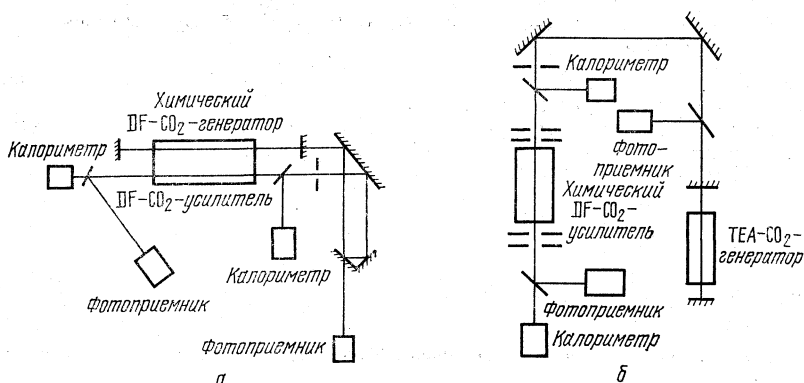 Химический
DF-CO₂-генератор
Калориметр
DF-CO₂-усилитель
Калориметр
Фотоприемник
Фотоприемник
а
Калориметр
Фото-
приемник
Химический
DF-CO₂-
усилитель
TEA-CO₂-
генератор
Фотоприемник
Калориметр
б